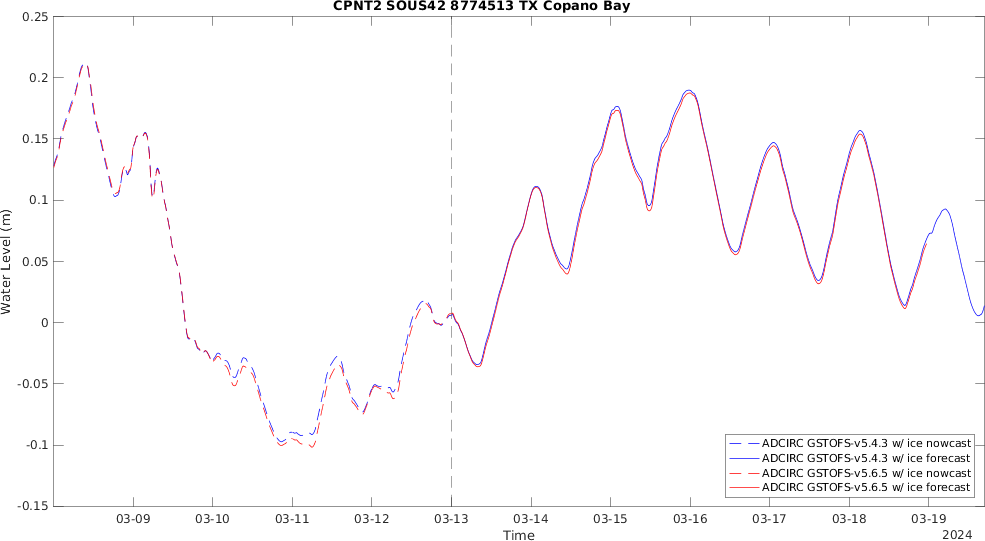 CPNT2 SOUS42 8774513 TX Copano Bay
Water Level (m)
0.25
0.2
0.15
0.1
0.05
0
-0.05
-0.1
-0.15
ADCIRC GSTOFS-v5.4.3 w/ ice nowcast
ADCIRC GSTOFS-v5.4.3 w/ ice forecast
ADCIRC GSTOFS-v5.6.5 w/ ice nowcast
ADCIRC GSTOFS-v5.6.5 w/ ice forecast
03-09 03-10 03-11 03-12 03-13 03-14 03-15 03-16 03-17 03-18 03-19
Time
2024